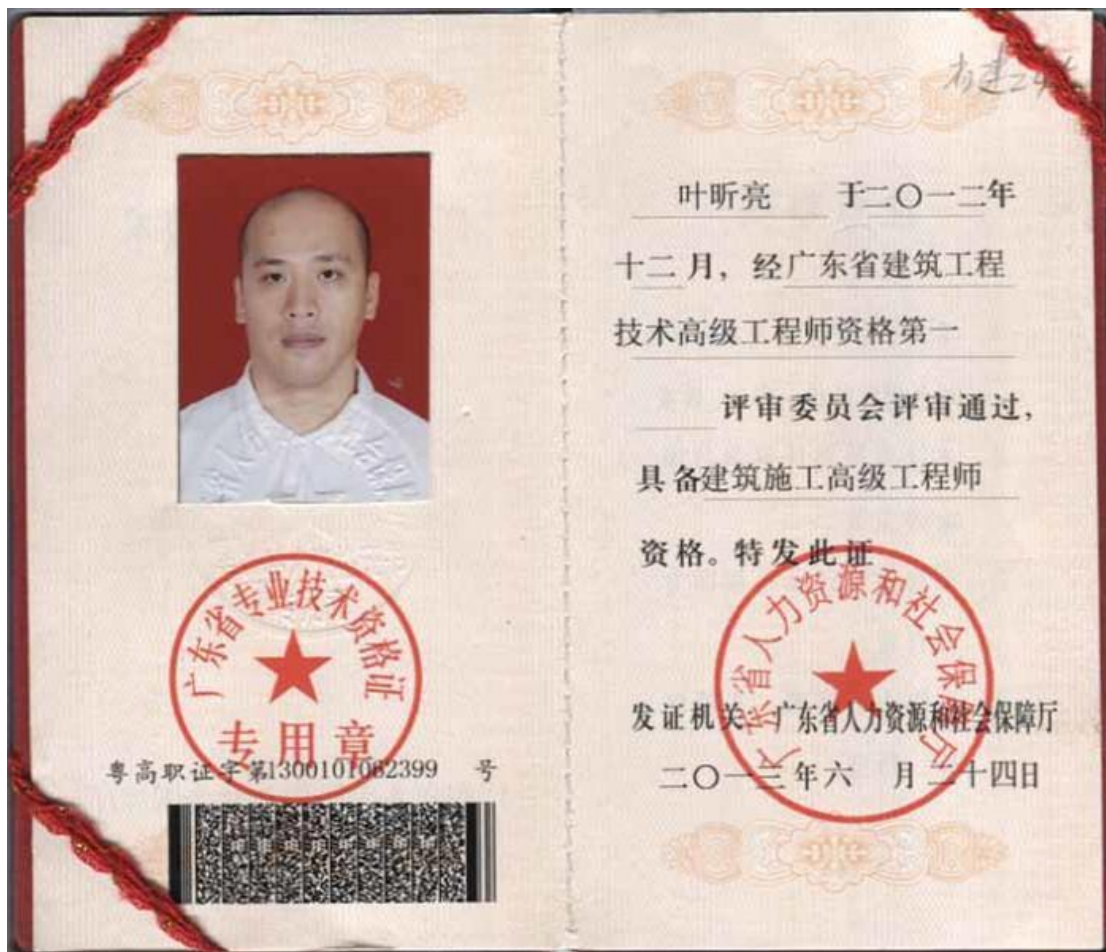 广东省专业技术资格证
专用章
粤高职证字第1300101082399 号
叶昕亮 于二〇一二年
十二月，经广东省建筑工程
技术高级工程师资格第一
评审委员会评审通过，
具备建筑施工高级工程师
资格。特发此证
广东省人力资源和社会保障厅
发证机关 广东省人力资源和社会保障厅
二〇一三年六 月二十四日